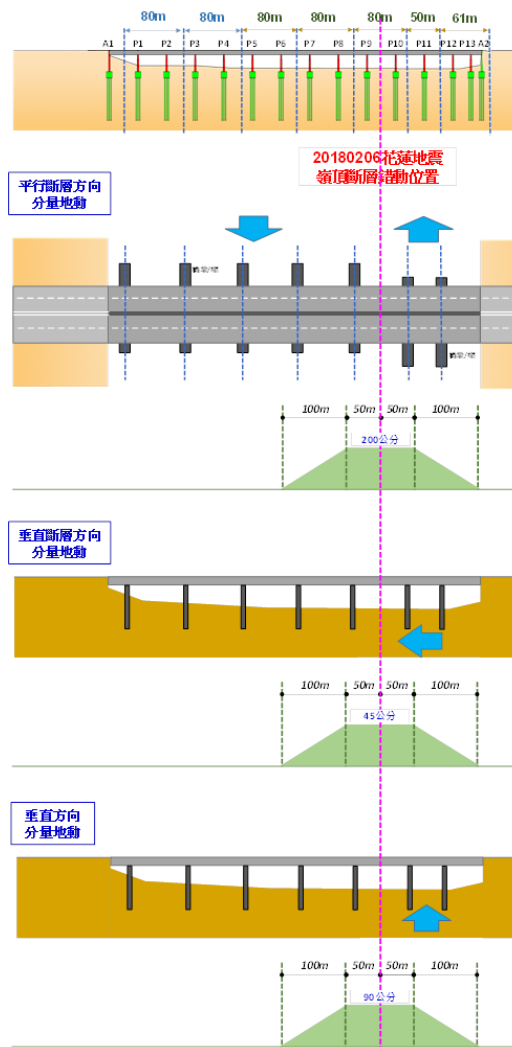 80m 80m 80m 80m 80m 50m 61m
A1 P1 P2 P3 P4 P5 P6 P7 P8 P9 P10 P11 P12 P13 A2
20180206花蓮地震
嶺頂斷層錯動位置
平行斷層方向
分量地動
100m 50m 50m 100m
200公分
垂直斷層方向
分量地動
100m 50m 50m 100m
45公分
垂直方向
分量地動
100m 50m 50m 100m
90公分